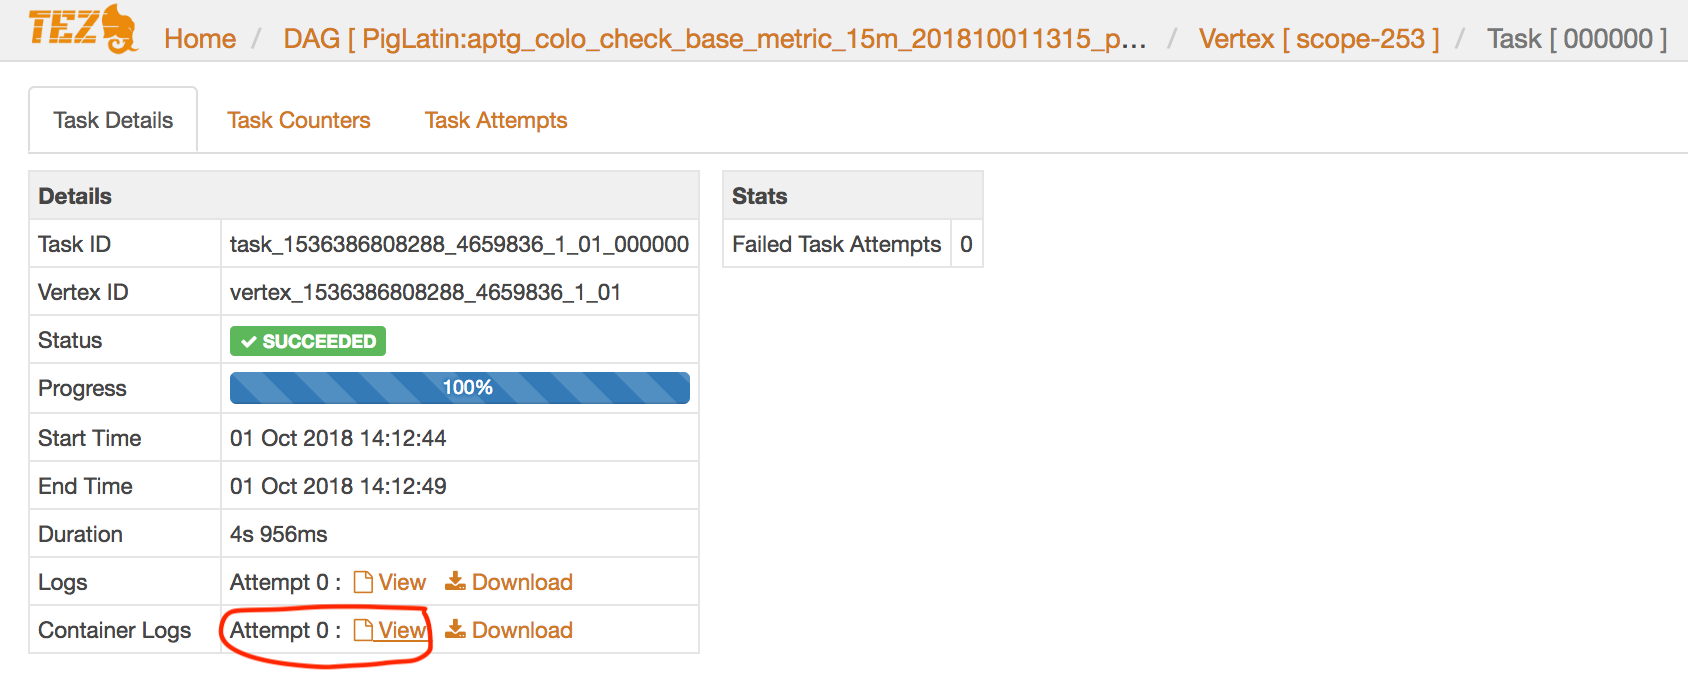 TEZ Home / DAG [ PigLatin:aptg_colo_check_base_metric_15m_201810011315_p... / Vertex [ scope-253 ] / Task [ 000000 ]
Task Details Task Counters Task Attempts
Details
Task ID task_1536386808288_4659836_1_01_000000
Vertex ID vertex_1536386808288_4659836_1_01
Status SUCCEEDED
Progress 100%
Start Time 01 Oct 2018 14:12:44
End Time 01 Oct 2018 14:12:49
Duration 4s 956ms
Logs Attempt 0 : View Download
Container Logs Attempt 0 : View Download
Stats
Failed Task Attempts 0